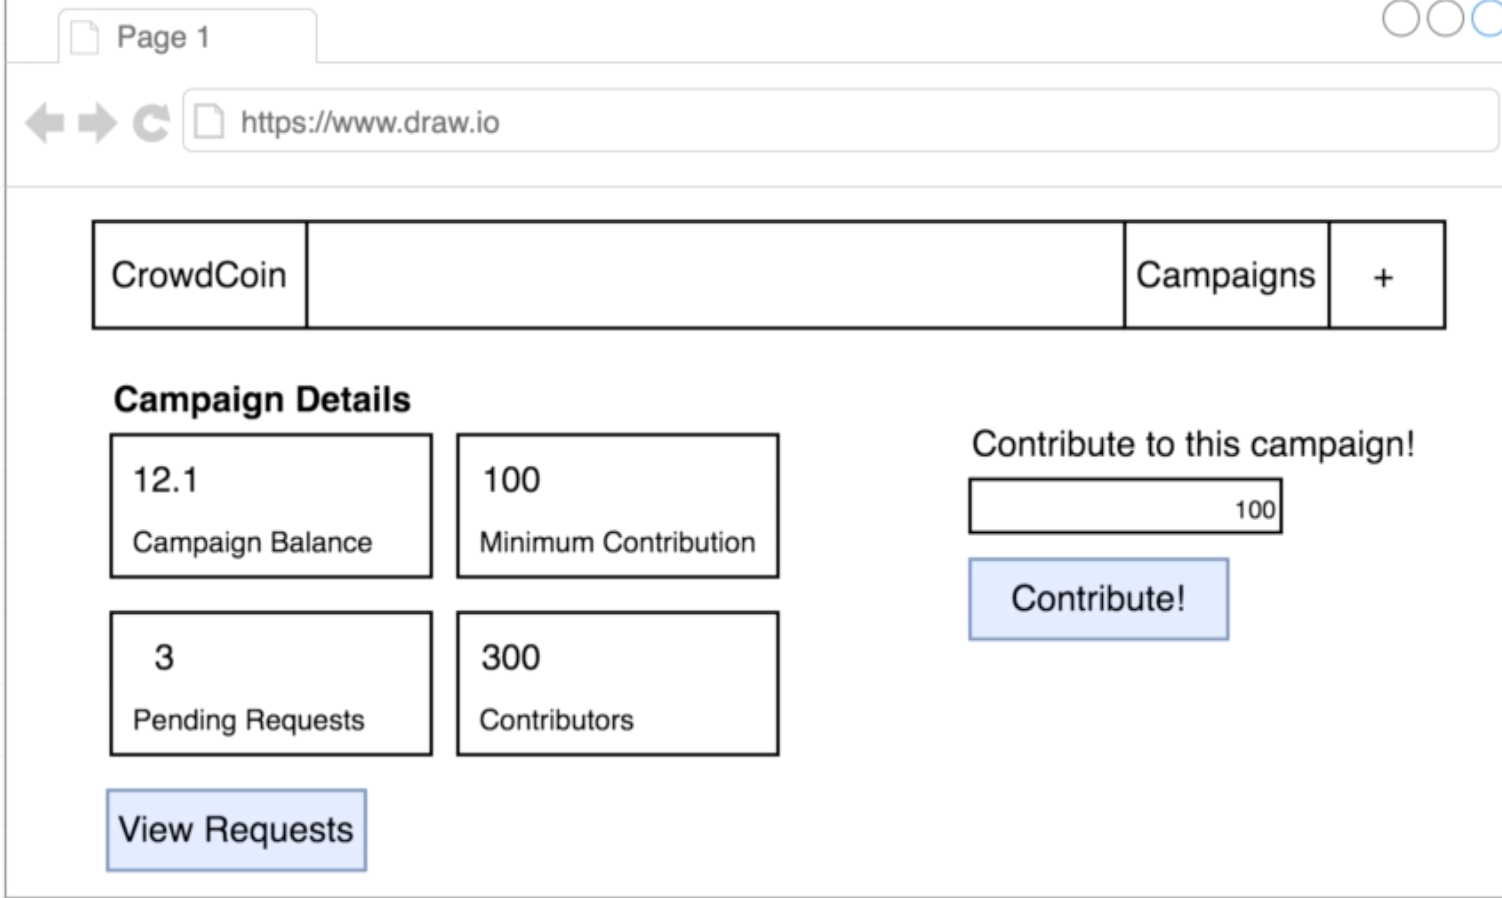 Page 1
https://www.draw.io
CrowdCoin
Campaigns
+
Campaign Details
12.1
Campaign Balance
100
Minimum Contribution
3
Pending Requests
300
Contributors
View Requests
Contribute to this campaign!
100
Contribute!